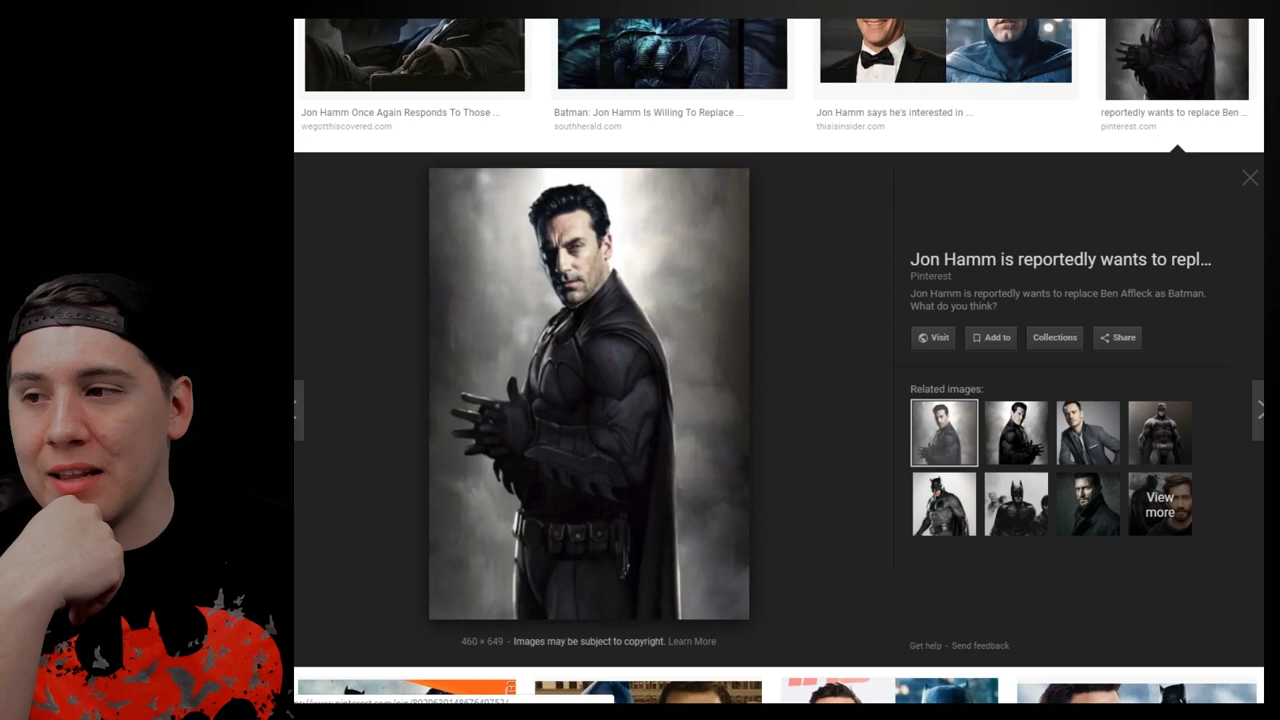 Jon Hamm Once Again Responds To Those ...
wegotthiscovered.com
Batman: Jon Hamm Is Willing To Replace ...
southherald.com
Jon Hamm says he's interested in ...
thisisinsider.com
reportedly wants to replace Ben ...
pinterest.com
Jon Hamm is reportedly wants to repl...
Pinterest
Jon Hamm is reportedly wants to replace Ben Affleck as Batman.
What do you think?
Visit
Add to
Collections
Share
Related images:
View
more
460 × 649 - Images may be subject to copyright. Learn More
Get help - Send feedback